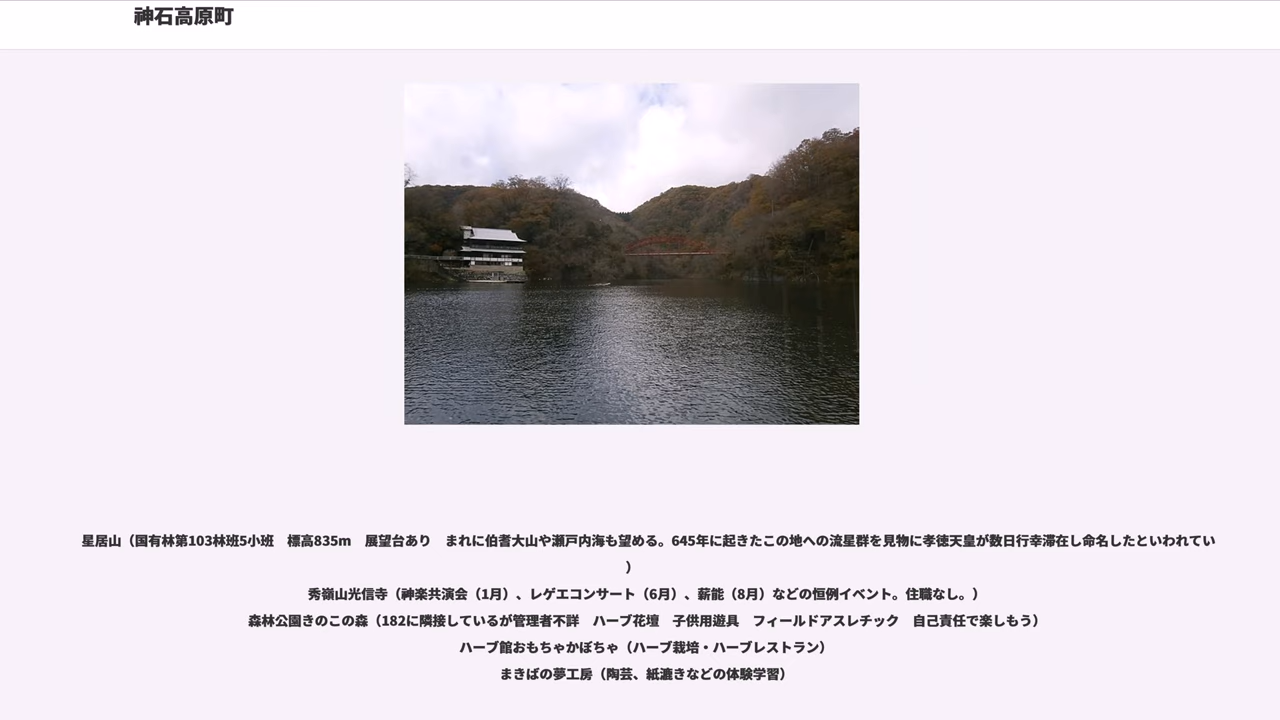 神石高原町
星居山（国有林第103林班5小班　標高835m　展望台あり　まれに伯耆大山や瀬戸内海も望める。645年に起きたこの地への流星群を見物に孝徳天皇が数日行幸滞在し命名したといわれてい
）
秀嶺山光信寺（神楽共演会（1月）、レゲエコンサート（6月）、薪能（8月）などの恒例イベント。住職なし。）
森林公園きのこの森（182に隣接しているが管理者不詳　ハーブ花壇　子供用遊具　フィールドアスレチック　自己責任で楽しもう）
ハーブ館おもちゃかぼちゃ（ハーブ栽培・ハーブレストラン）
まきばの夢工房（陶芸、紙漉きなどの体験学習）